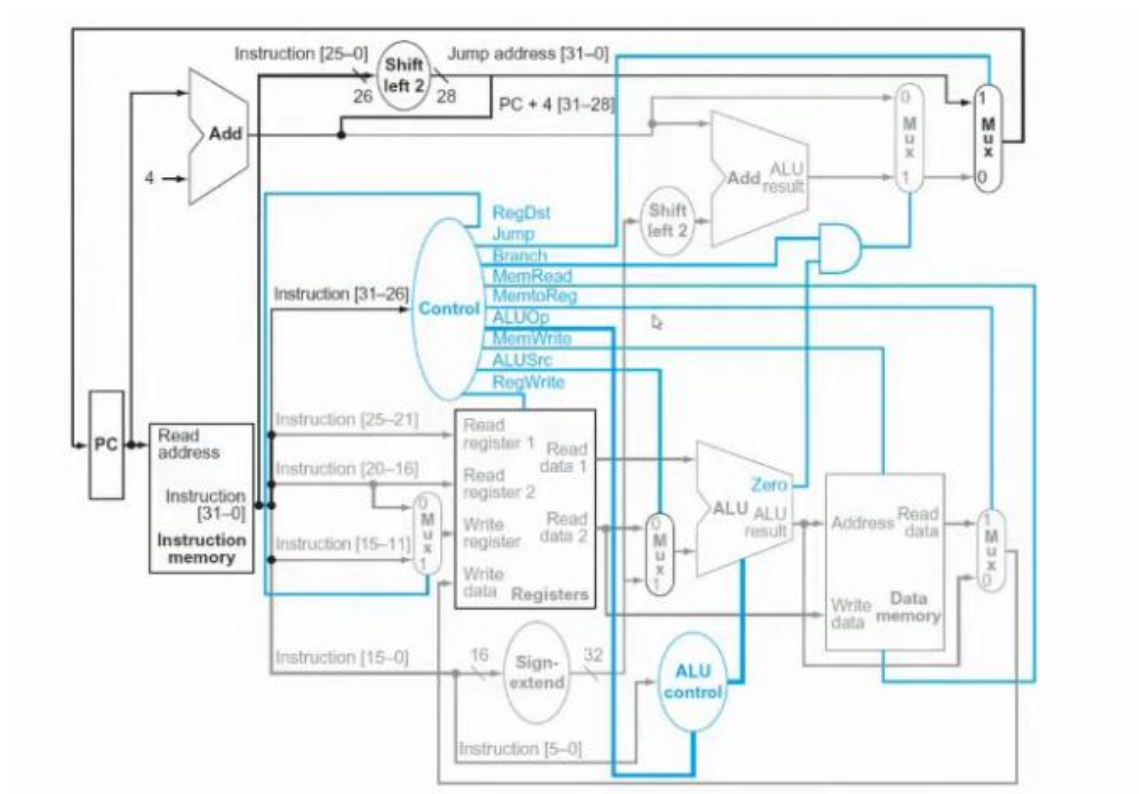 Instruction [25–0]
Shift
left 2
Jump address [31–0]
26
28
PC + 4 [31–28]
Add
4
0
M
u
x
1
1
M
u
x
0
Add
ALU
result
Shift
left 2
RegDst
Jump
Branch
MemRead
MemtoReg
ALUOp
MemWrite
ALUSrc
RegWrite
Control
Instruction [31–26]
PC
Read
address
Instruction
[31–0]
Instruction
memory
Instruction [25–21]
Instruction [20–16]
Instruction [15–11]
0
M
u
x
1
Read
register 1
Read
register 2
Write
register
Write
data
Read
data 1
Read
data 2
Registers
0
M
u
x
1
Zero
ALU
ALU
result
Address
Read
data
Write
data
Data
memory
1
M
u
x
0
Instruction [15–0]
16
Sign-
extend
32
ALU
control
Instruction [5–0]